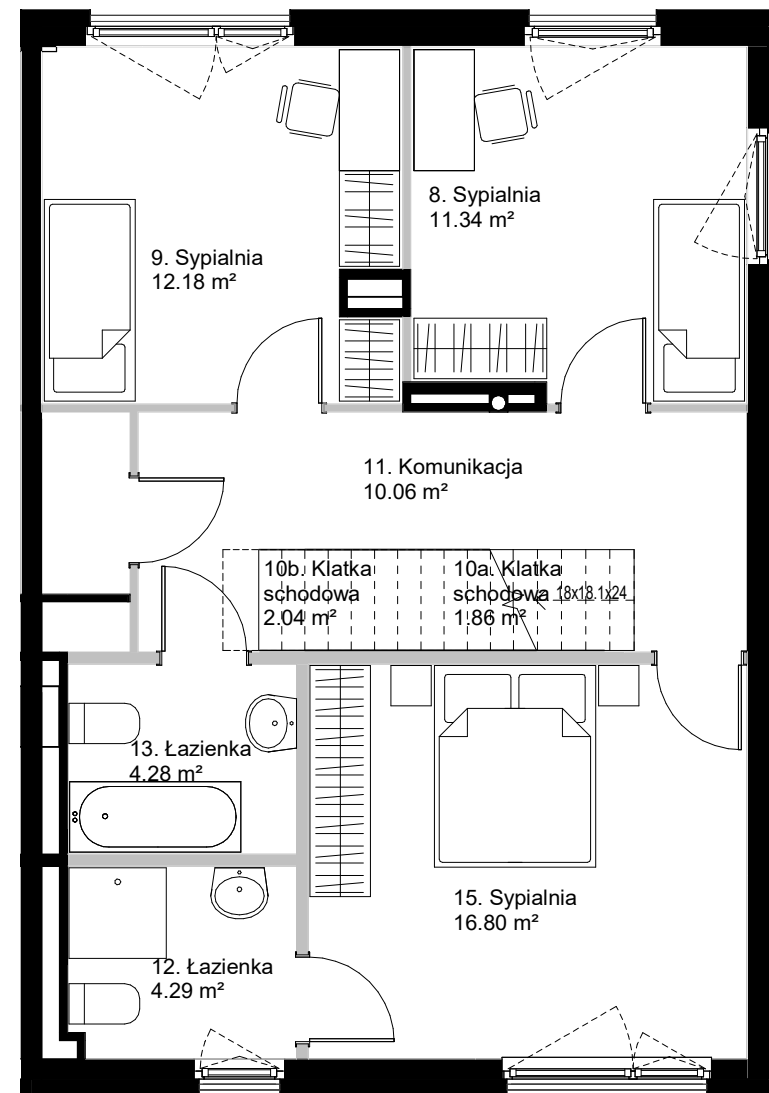 8. Sypialnia
11.34 m²
9. Sypialnia
12.18 m²
11. Komunikacja
10.06 m²
10b. Klatka
schodowa
2.04 m²
10a. Klatka
schodowa
1.86 m²
18x18.1x24
13. Łazienka
4.28 m²
15. Sypialnia
16.80 m²
12. Łazienka
4.29 m²